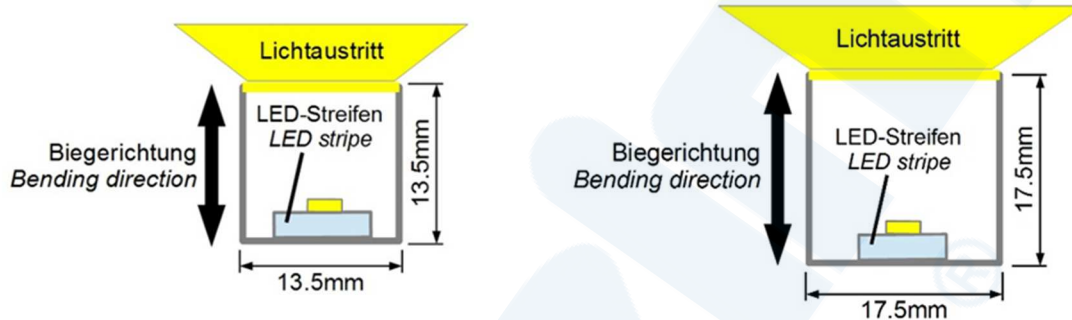 Lichtaustritt
LED-Streifen
LED stripe
Biegerichtung
Bending direction
13.5mm
13.5mm
Lichtaustritt
LED-Streifen
LED stripe
Biegerichtung
Bending direction
17.5mm
17.5mm
®